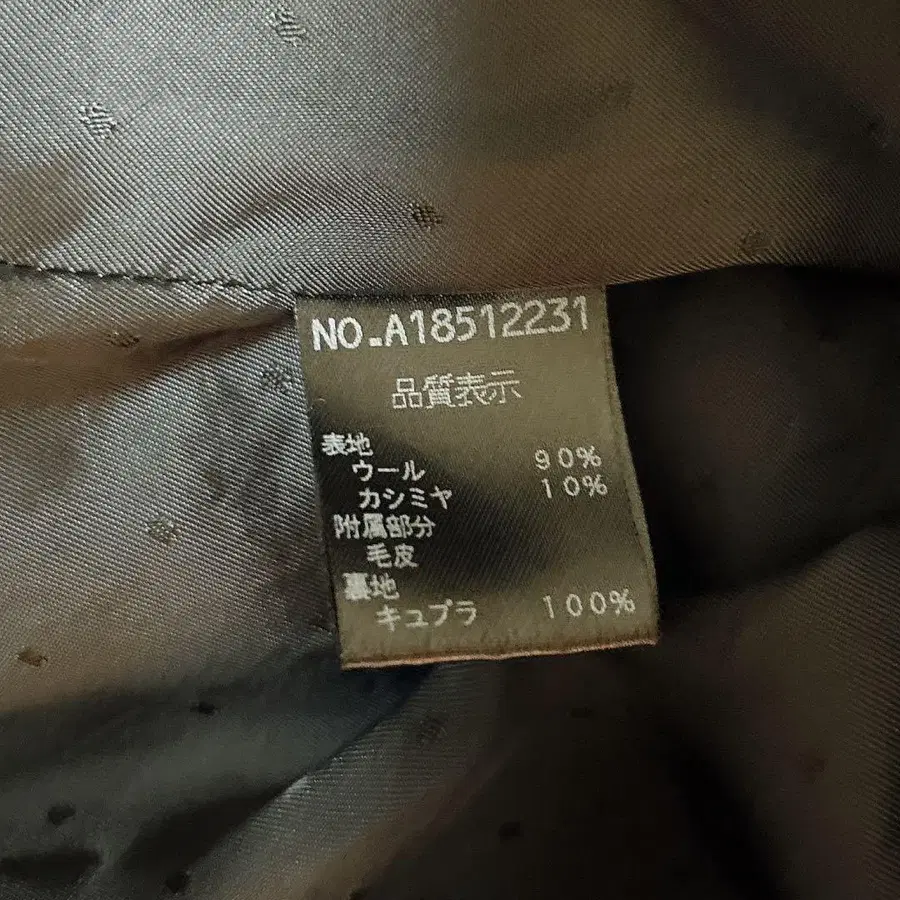 NO.A18512231
品質表示
表地
ウール 90%
カシミヤ 10%
附属部分
毛皮
裏地
キュプラ 100%